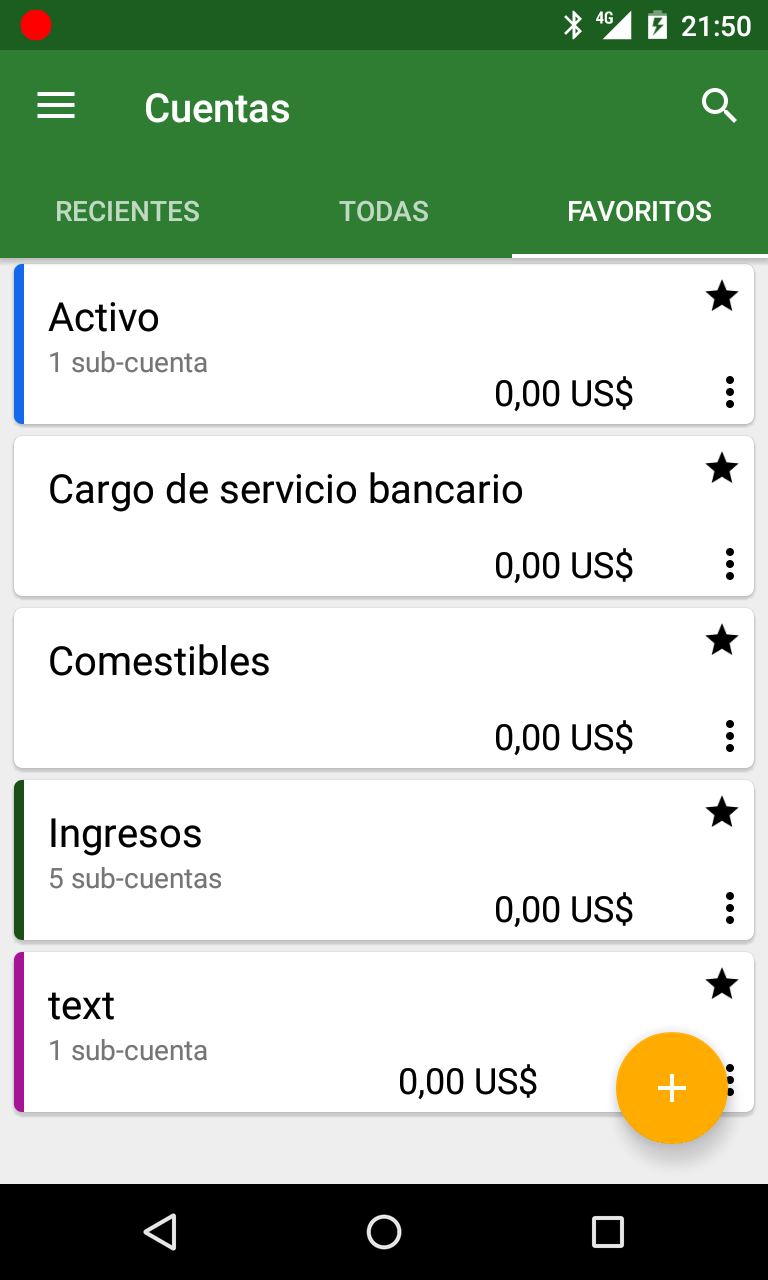 4G 21:50
Cuentas
RECIENTES TODAS FAVORITOS
Activo
1 sub-cuenta
0,00 US$
Cargo de servicio bancario
0,00 US$
Comestibles
0,00 US$
Ingresos
5 sub-cuentas
0,00 US$
text
1 sub-cuenta
0,00 US$